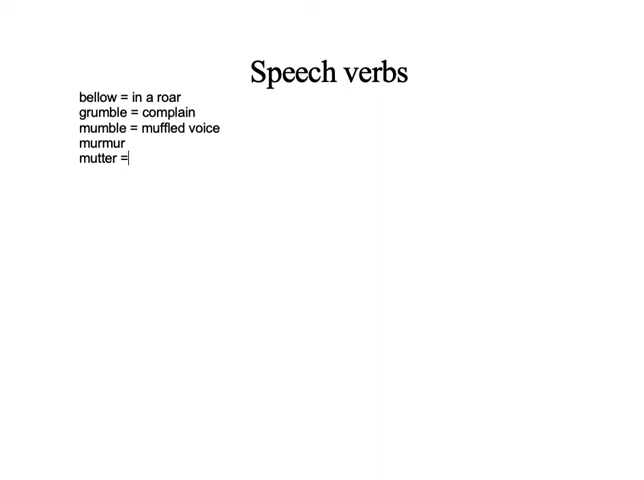 Speech verbs
bellow = in a roar
grumble = complain
mumble = muffled voice
murmur
mutter =